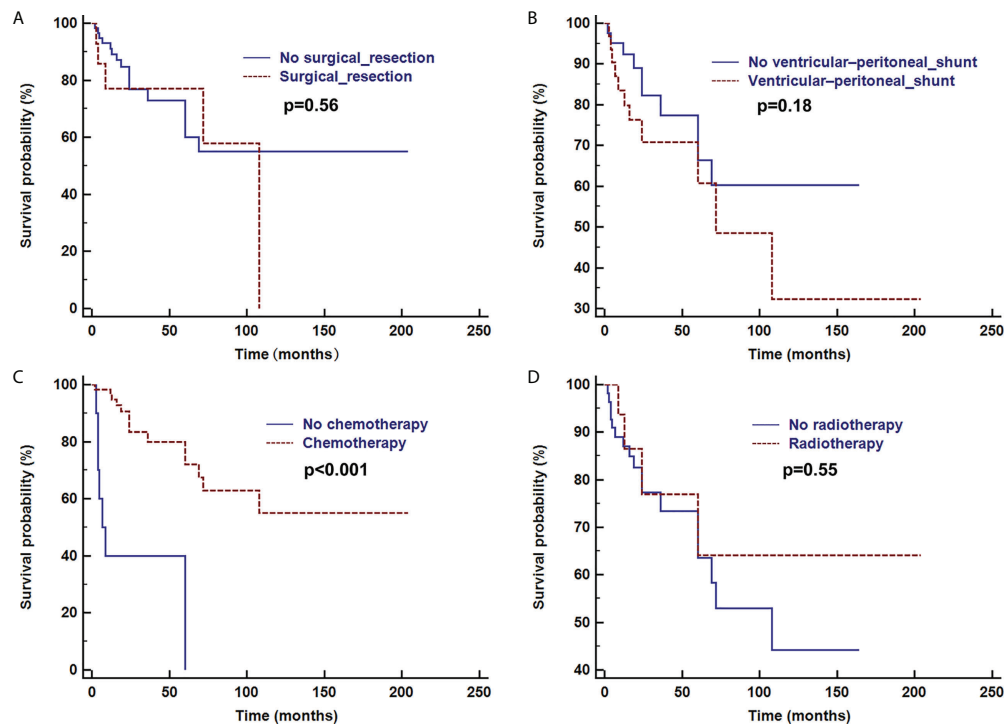 A
100
80
60
40
20
0
0 50 100 150 200 250
Survival probability (%)
Time (months)
No surgical_resection
Surgical_resection
p=0.56
B
100
90
80
70
60
50
40
30
0 50 100 150 200 250
Survival probability (%)
Time (months)
No ventricular–peritoneal_shunt
Ventricular–peritoneal_shunt
p=0.18
C
100
80
60
40
20
0
0 50 100 150 200 250
Survival probability (%)
Time (months)
No chemotherapy
Chemotherapy
p<0.001
D
100
90
80
70
60
50
40
0 50 100 150 200 250
Survival probability (%)
Time (months)
No radiotherapy
Radiotherapy
p=0.55